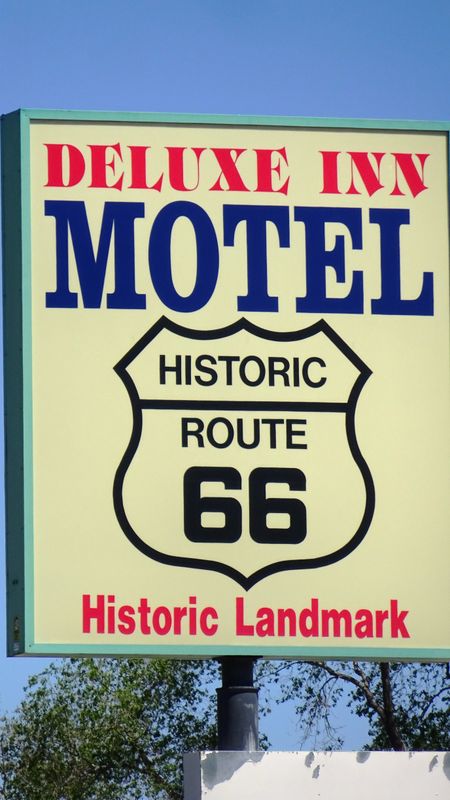 DELUXE INN
MOTEL
HISTORIC
ROUTE
66
Historic Landmark